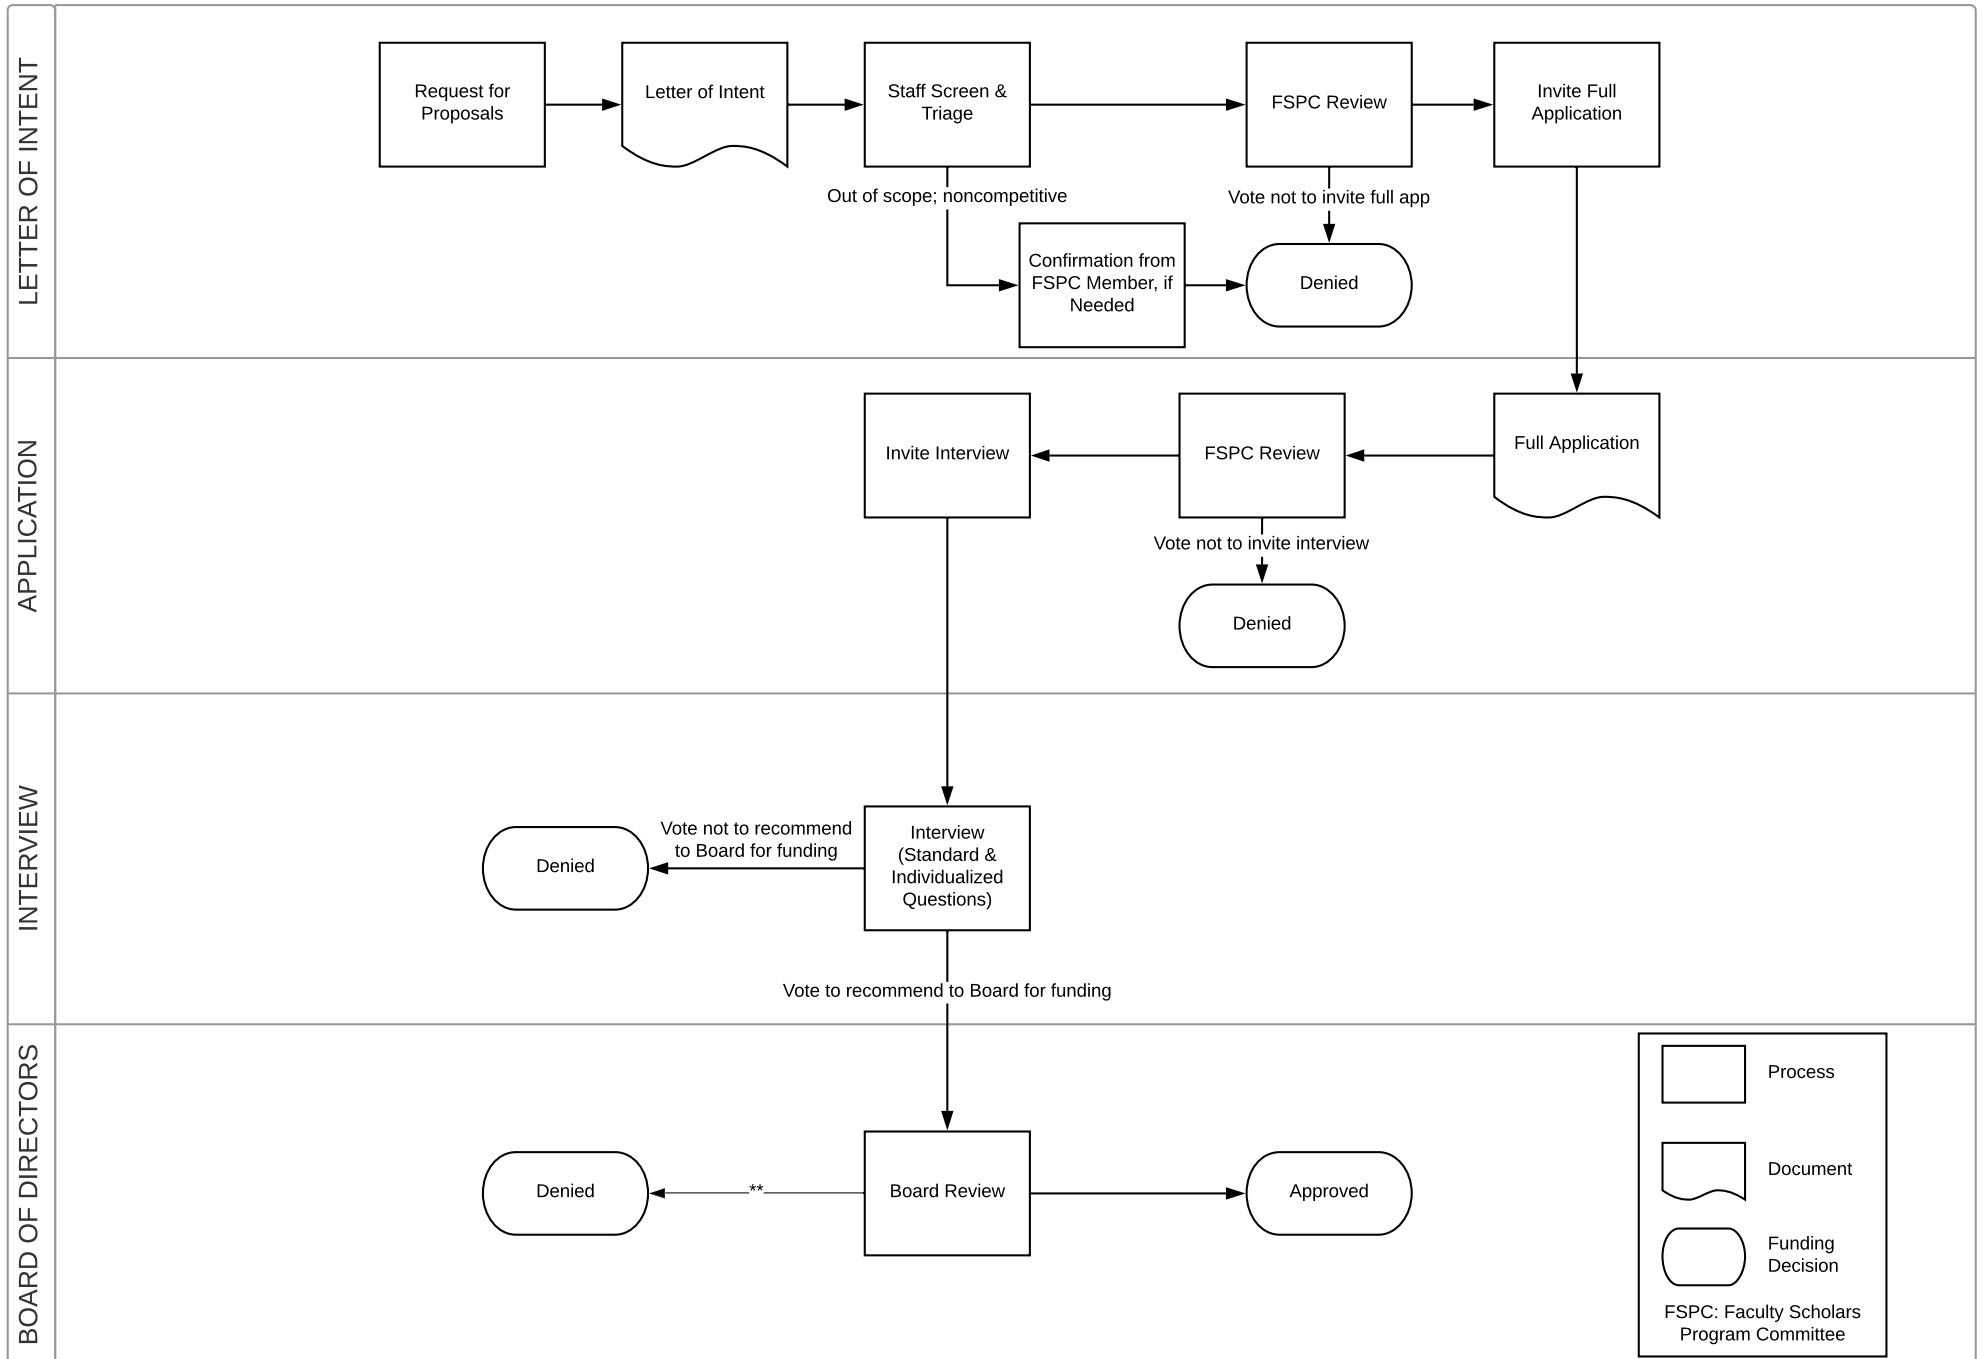 LETTER OF INTENT
Request for
Proposals
Letter of Intent
Staff Screen &
Triage
FSPC Review
Invite Full
Application
Out of scope; noncompetitive
Vote not to invite full app
Confirmation from
FSPC Member, if
Needed
Denied
APPLICATION
Invite Interview
FSPC Review
Full Application
Vote not to invite interview
Denied
INTERVIEW
Denied
Vote not to recommend
to Board for funding
Interview
(Standard &
Individualized
Questions)
Vote to recommend to Board for funding
BOARD OF DIRECTORS
Denied
**
Board Review
Approved
Process
Document
Funding
Decision
FSPC: Faculty Scholars
Program Committee